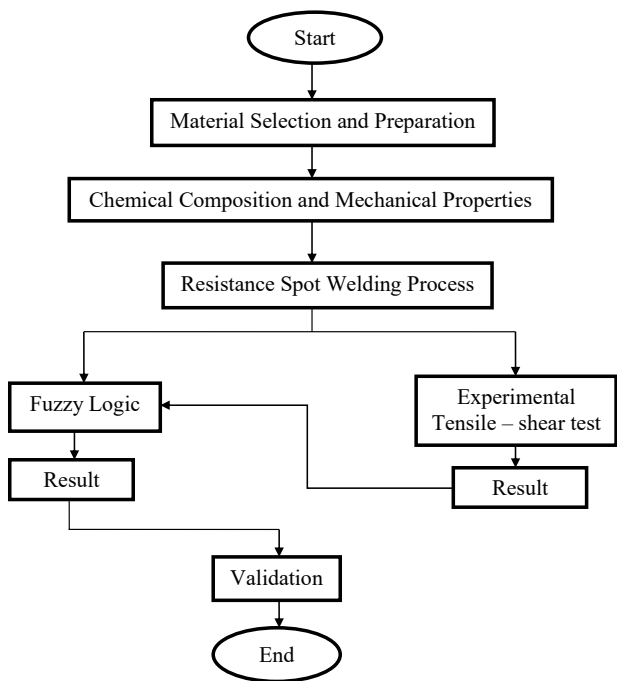 Start
Material Selection and Preparation
Chemical Composition and Mechanical Properties
Resistance Spot Welding Process
Fuzzy Logic
Experimental
Tensile – shear test
Result
Result
Validation
End